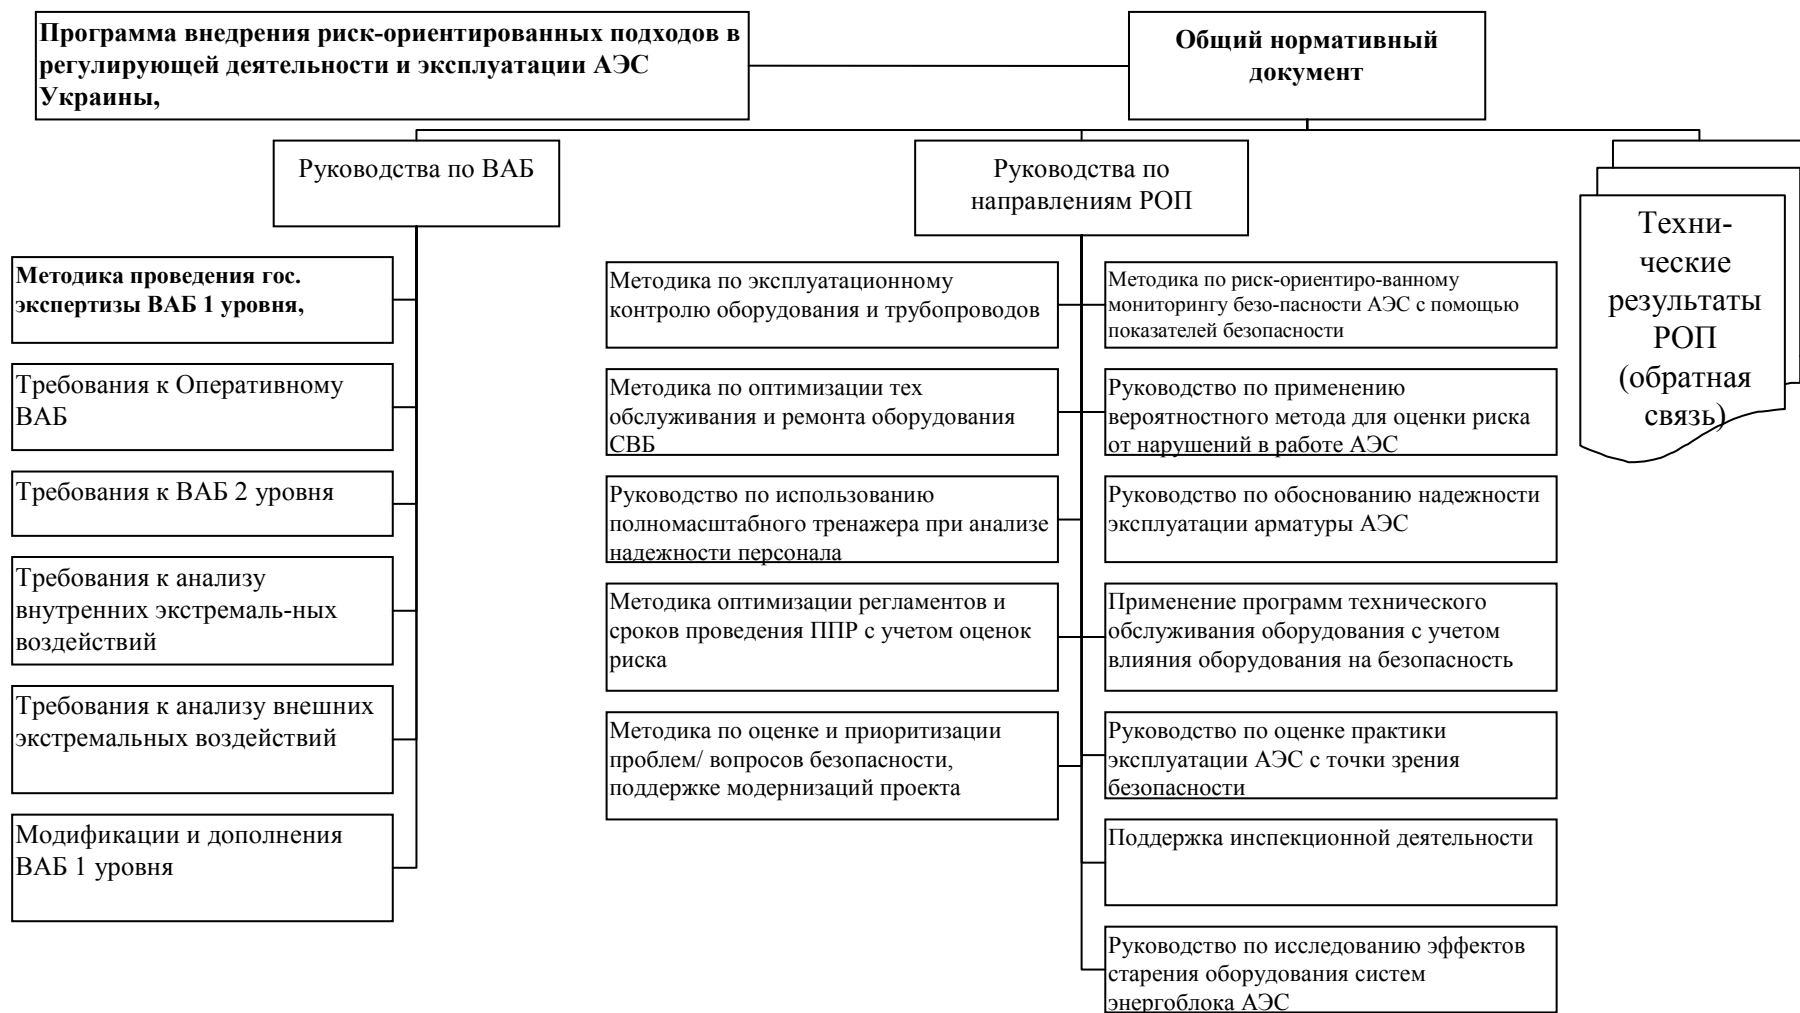 Программа внедрения риск-ориентированных подходов в
регулирующей деятельности и эксплуатации АЭС
Украины,
Общий нормативный
документ
Руководства по ВАБ
Руководства по
направлениям РОП
Техни-
ческие
результаты
РОП
(обратная
связь)
Методика проведения гос.
экспертизы ВАБ 1 уровня,
Требования к Оперативному
ВАБ
Требования к ВАБ 2 уровня
Требования к анализу
внутренних экстремаль-ных
воздействий
Требования к анализу внешних
экстремальных воздействий
Модификации и дополнения
ВАБ 1 уровня
Методика по эксплуатационному
контролю оборудования и трубопроводов
Методика по оптимизации тех
обслуживания и ремонта оборудования
СВБ
Руководство по использованию
полномасштабного тренажера при анализе
надежности персонала
Методика оптимизации регламентов и
сроков проведения ППР с учетом оценок
риска
Методика по оценке и приоритизации
проблем/ вопросов безопасности,
поддержке модернизаций проекта
Методика по риск-ориентиро-ванному
мониторингу безо-пасности АЭС с помощью
показателей безопасности
Руководство по применению
вероятностного метода для оценки риска
от нарушений в работе АЭС
Руководство по обоснованию надежности
эксплуатации арматуры АЭС
Применение программ технического
обслуживания оборудования с учетом
влияния оборудования на безопасность
Руководство по оценке практики
эксплуатации АЭС с точки зрения
безопасности
Поддержка инспекционной деятельности
Руководство по исследованию эффектов
старения оборудования систем
энергоблока АЭС